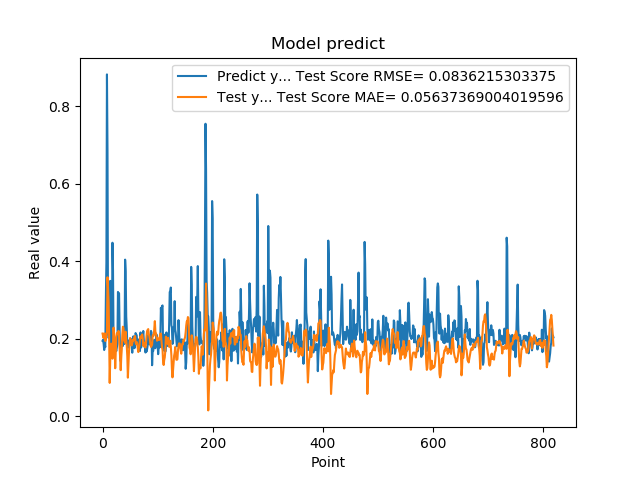 Model predict
Predict y... Test Score RMSE= 0.0836215303375
Test y... Test Score MAE= 0.05637369004019596
Real value
0.8
0.6
0.4
0.2
0.0
0 200 400 600 800
Point